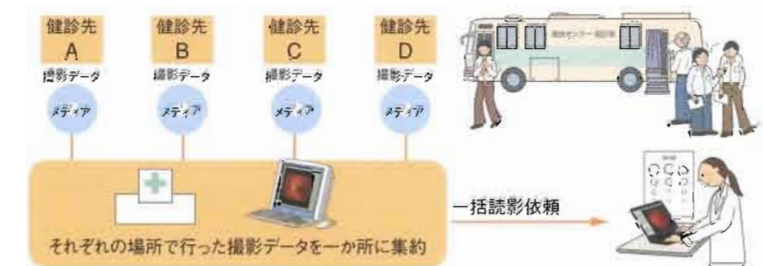 健診先
A
健診先
B
健診先
C
健診先
D
撮影データ
撮影データ
撮影データ
撮影データ
メディア
メディア
メディア
メディア
それぞれの場所で行った撮影データを一か所に集約
一括読影依頼